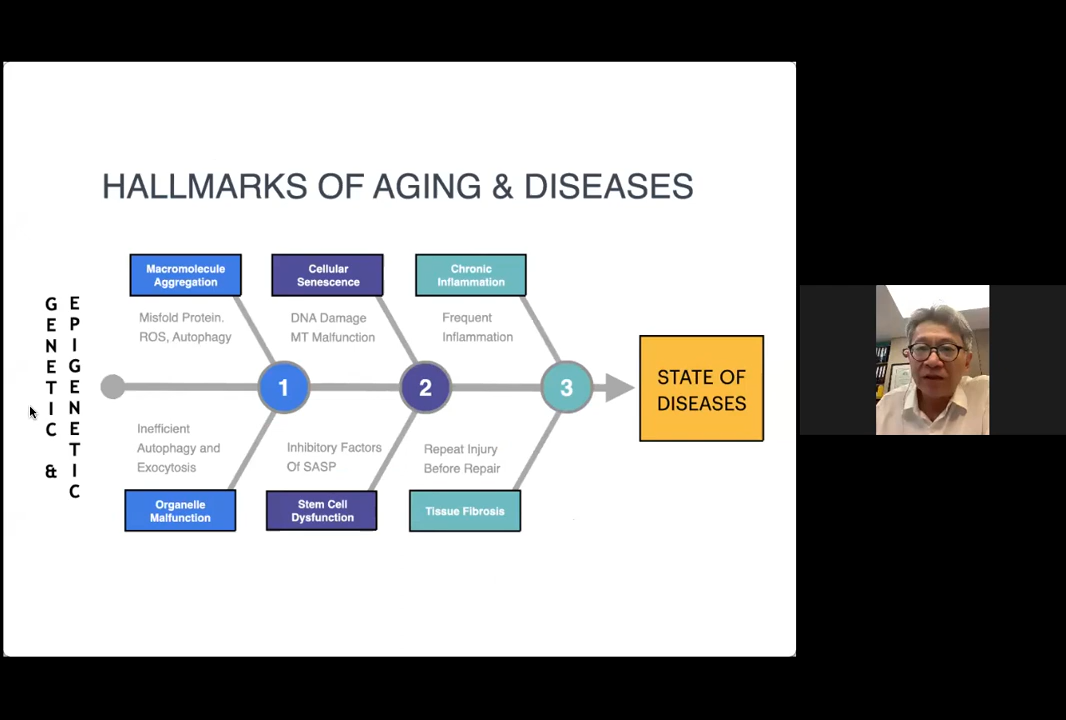 HALLMARKS OF AGING & DISEASES
GENETIC &
EPIGENETIC
Macromolecule
Aggregation
Misfold Protein.
ROS, Autophagy
Cellular
Senescence
DNA Damage
MT Malfunction
Chronic
Inflammation
Frequent
Inflammation
1
2
3
STATE OF
DISEASES
Inefficient
Autophagy and
Exocytosis
Organelle
Malfunction
Inhibitory Factors
Of SASP
Stem Cell
Dysfunction
Repeat Injury
Before Repair
Tissue Fibrosis